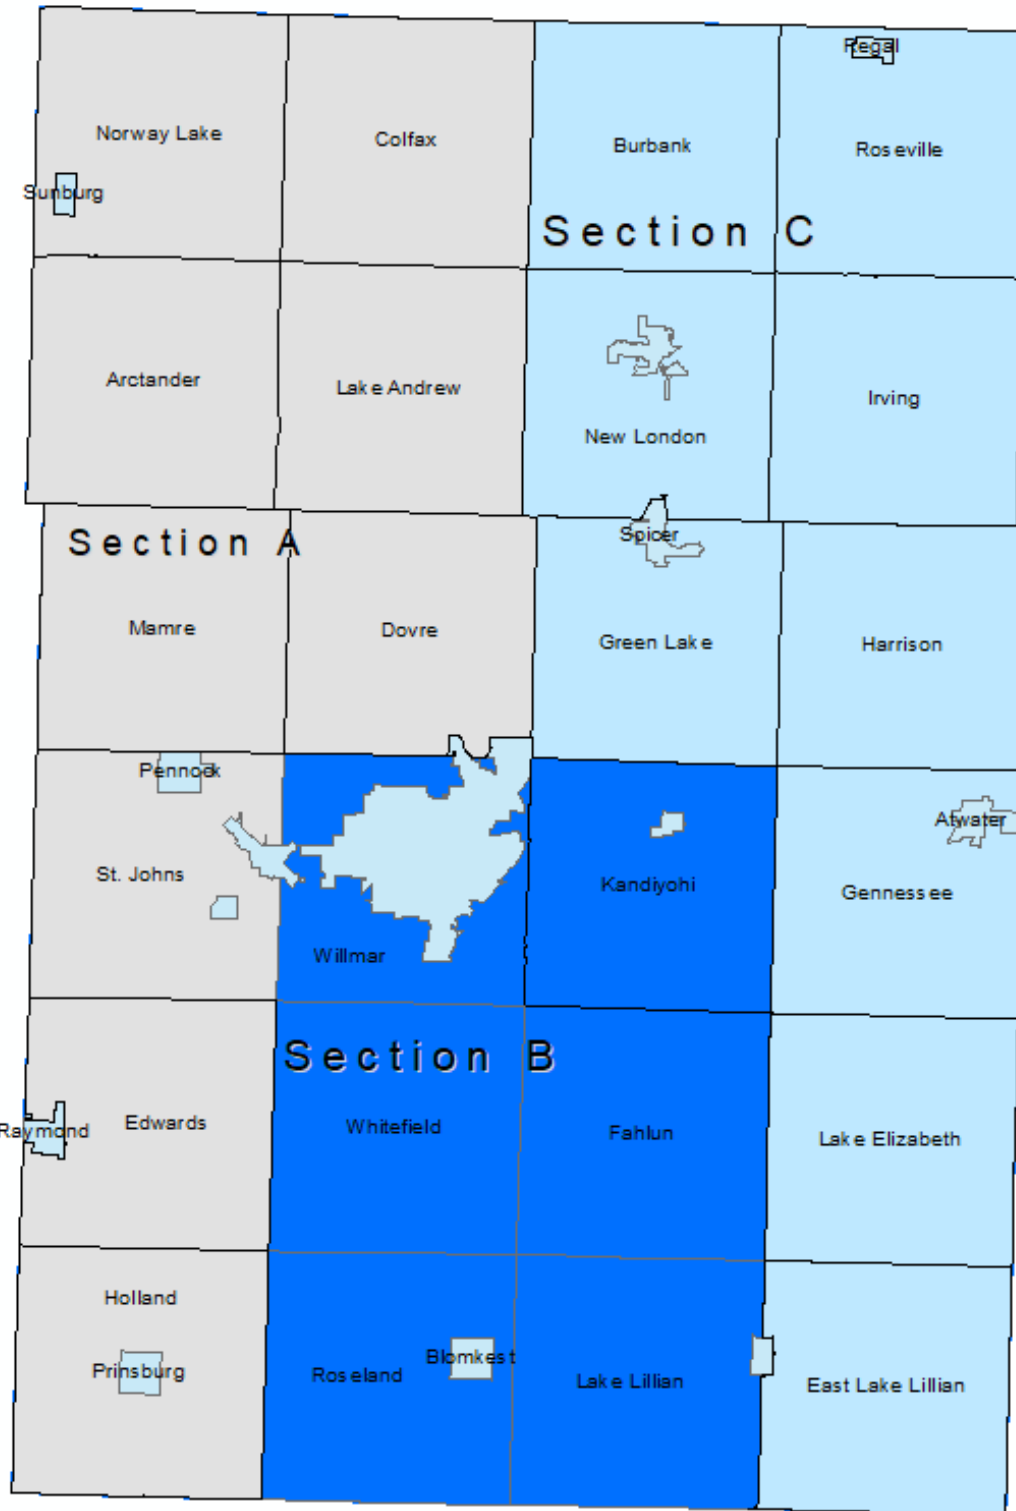 Regal
Norway Lake
Colfax
Burbank
Roseville
Sunburg
Section C
Arctander
Lake Andrew
Irving
New London
Section A
Spicer
Mamre
Dovre
Green Lake
Harrison
Pennock
Atwater
St. Johns
Kandiyohi
Gennessee
Willmar
Section B
Raymond
Edwards
Whitefield
Fahlun
Lake Elizabeth
Holland
Prinsburg
Roseland
Blomkest
Lake Lillian
East Lake Lillian